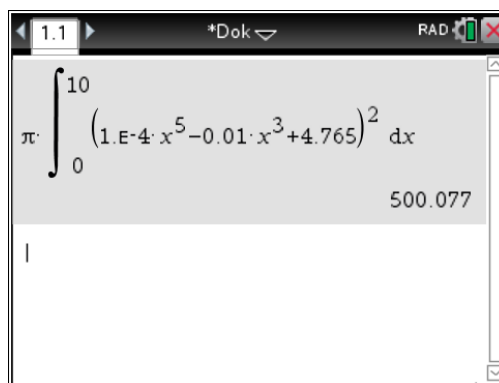 1.1 *Dok RAD
π· ∫₀¹⁰ (1.ᴇ-4·x⁵-0.01·x³+4.765)² dx
500.077